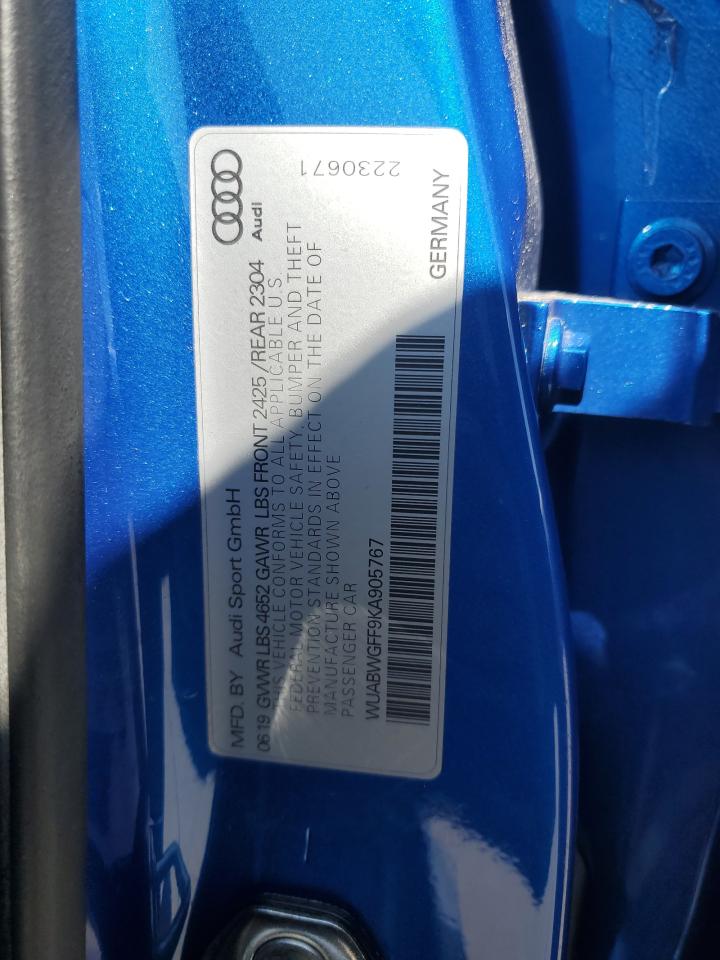 MFD. BY Audi Sport GmbH
Audi
06 19 GVWR LBS 4652 GAWR LBS FRONT 2425 /REAR 2304
THIS VEHICLE CONFORMS TO ALL APPLICABLE U.S.
FEDERAL MOTOR VEHICLE SAFETY, BUMPER AND THEFT
PREVENTION STANDARDS IN EFFECT ON THE DATE OF
MANUFACTURE SHOWN ABOVE
PASSENGER CAR
2230671
WUABWGFF9KA905767
GERMANY